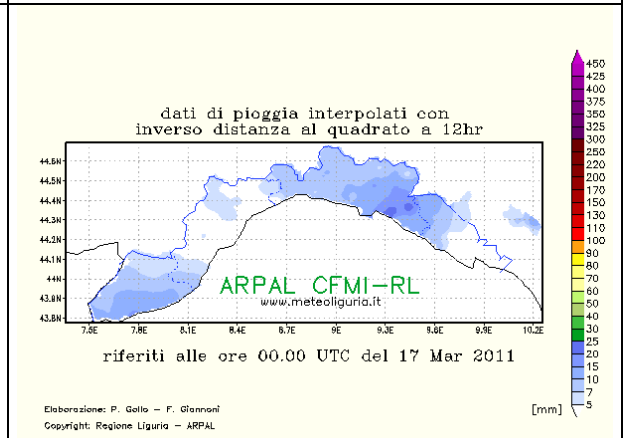 dati di pioggia interpolati con
inverso distanza al quadrato a 12hr
44.6N
44.5N
44.4N
44.3N
44.2N
44.1N
44N
43.9N
43.8N
7.5E 7.8E 8.1E 8.4E 8.7E 9E 9.3E 9.6E 9.9E 10.2E
ARPAL CFMI-RL
www.meteoliguria.it
riferiti alle ore 00.00 UTC del 17 Mar 2011
450
425
400
375
350
325
300
250
220
200
170
150
130
110
100
90
80
70
60
50
40
30
25
20
15
10
7
5
[mm]
Elaborazione: P. Gollo - F. Giannoni
Copyright: Regione Liguria - ARPAL